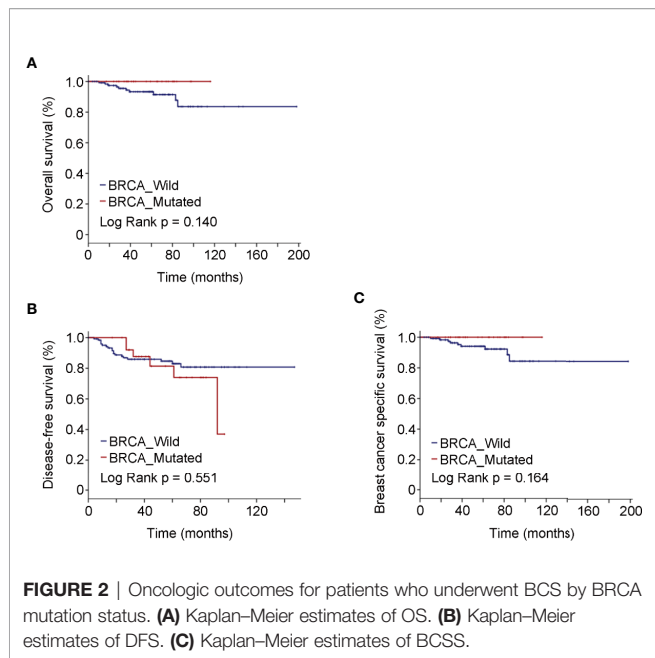 A
Overall survival (%)
1.0
0.8
0.6
0.4
0.2
0
BRCA_Wild
BRCA_Mutated
Log Rank p = 0.140
0 40 80 120 160 200
Time (months)
B
Disease-free survival (%)
1.0
0.8
0.6
0.4
0.2
0
BRCA_Wild
BRCA_Mutated
Log Rank p = 0.551
0 40 80 120
Time (months)
C
Breast cancer specific survival (%)
1.0
0.8
0.6
0.4
0.2
0
BRCA_Wild
BRCA_Mutated
Log Rank p = 0.164
0 40 80 120 160 200
Time (months)
FIGURE 2 | Oncologic outcomes for patients who underwent BCS by BRCA
mutation status. (A) Kaplan–Meier estimates of OS. (B) Kaplan–Meier
estimates of DFS. (C) Kaplan–Meier estimates of BCSS.